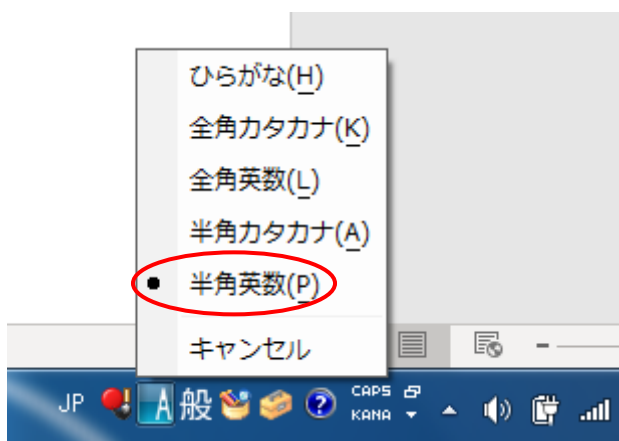 ひらがな(H)
全角カタカナ(K)
全角英数(L)
半角カタカナ(A)
半角英数(P)
キャンセル
JP A 般 ? CAPS
KANA